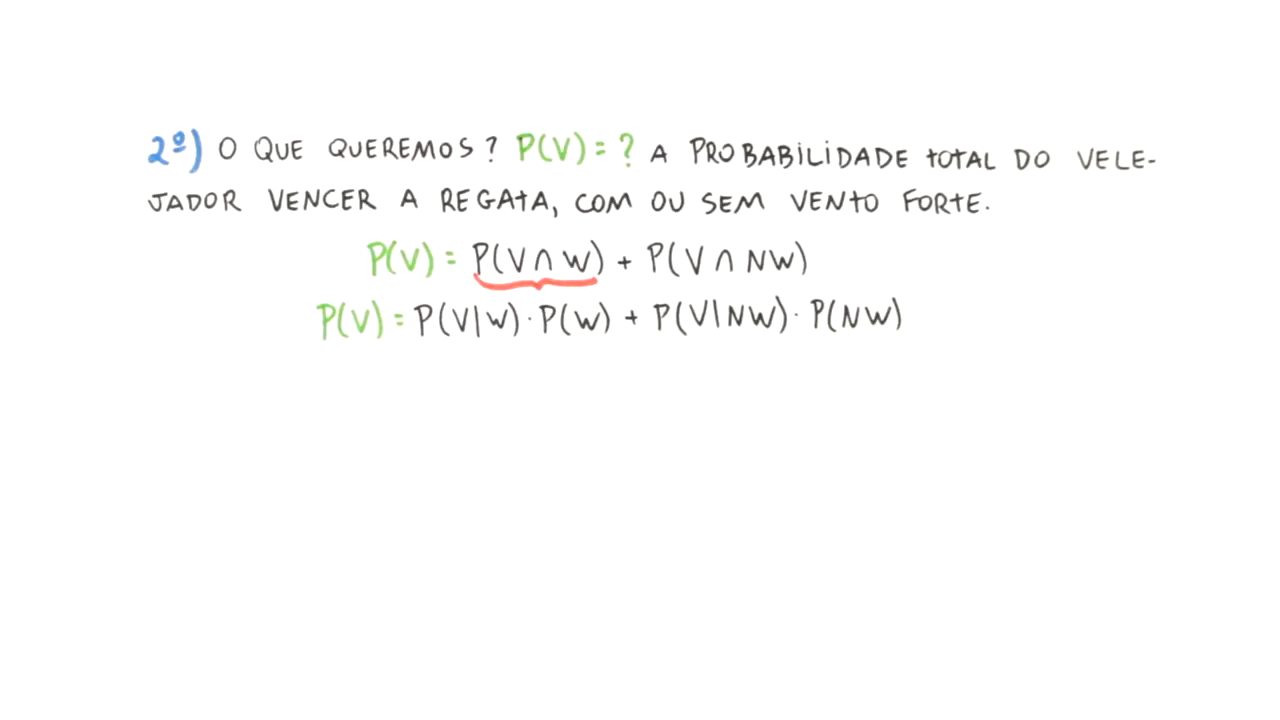 2º) O QUE QUEREMOS? P(V) = ? A PROBABILIDADE TOTAL DO VELE-
JADOR VENCER A REGATA, COM OU SEM VENTO FORTE.
P(V) = P(V ∩ W) + P(V ∩ NW)
P(V) = P(V|W) · P(W) + P(V|NW) · P(NW)